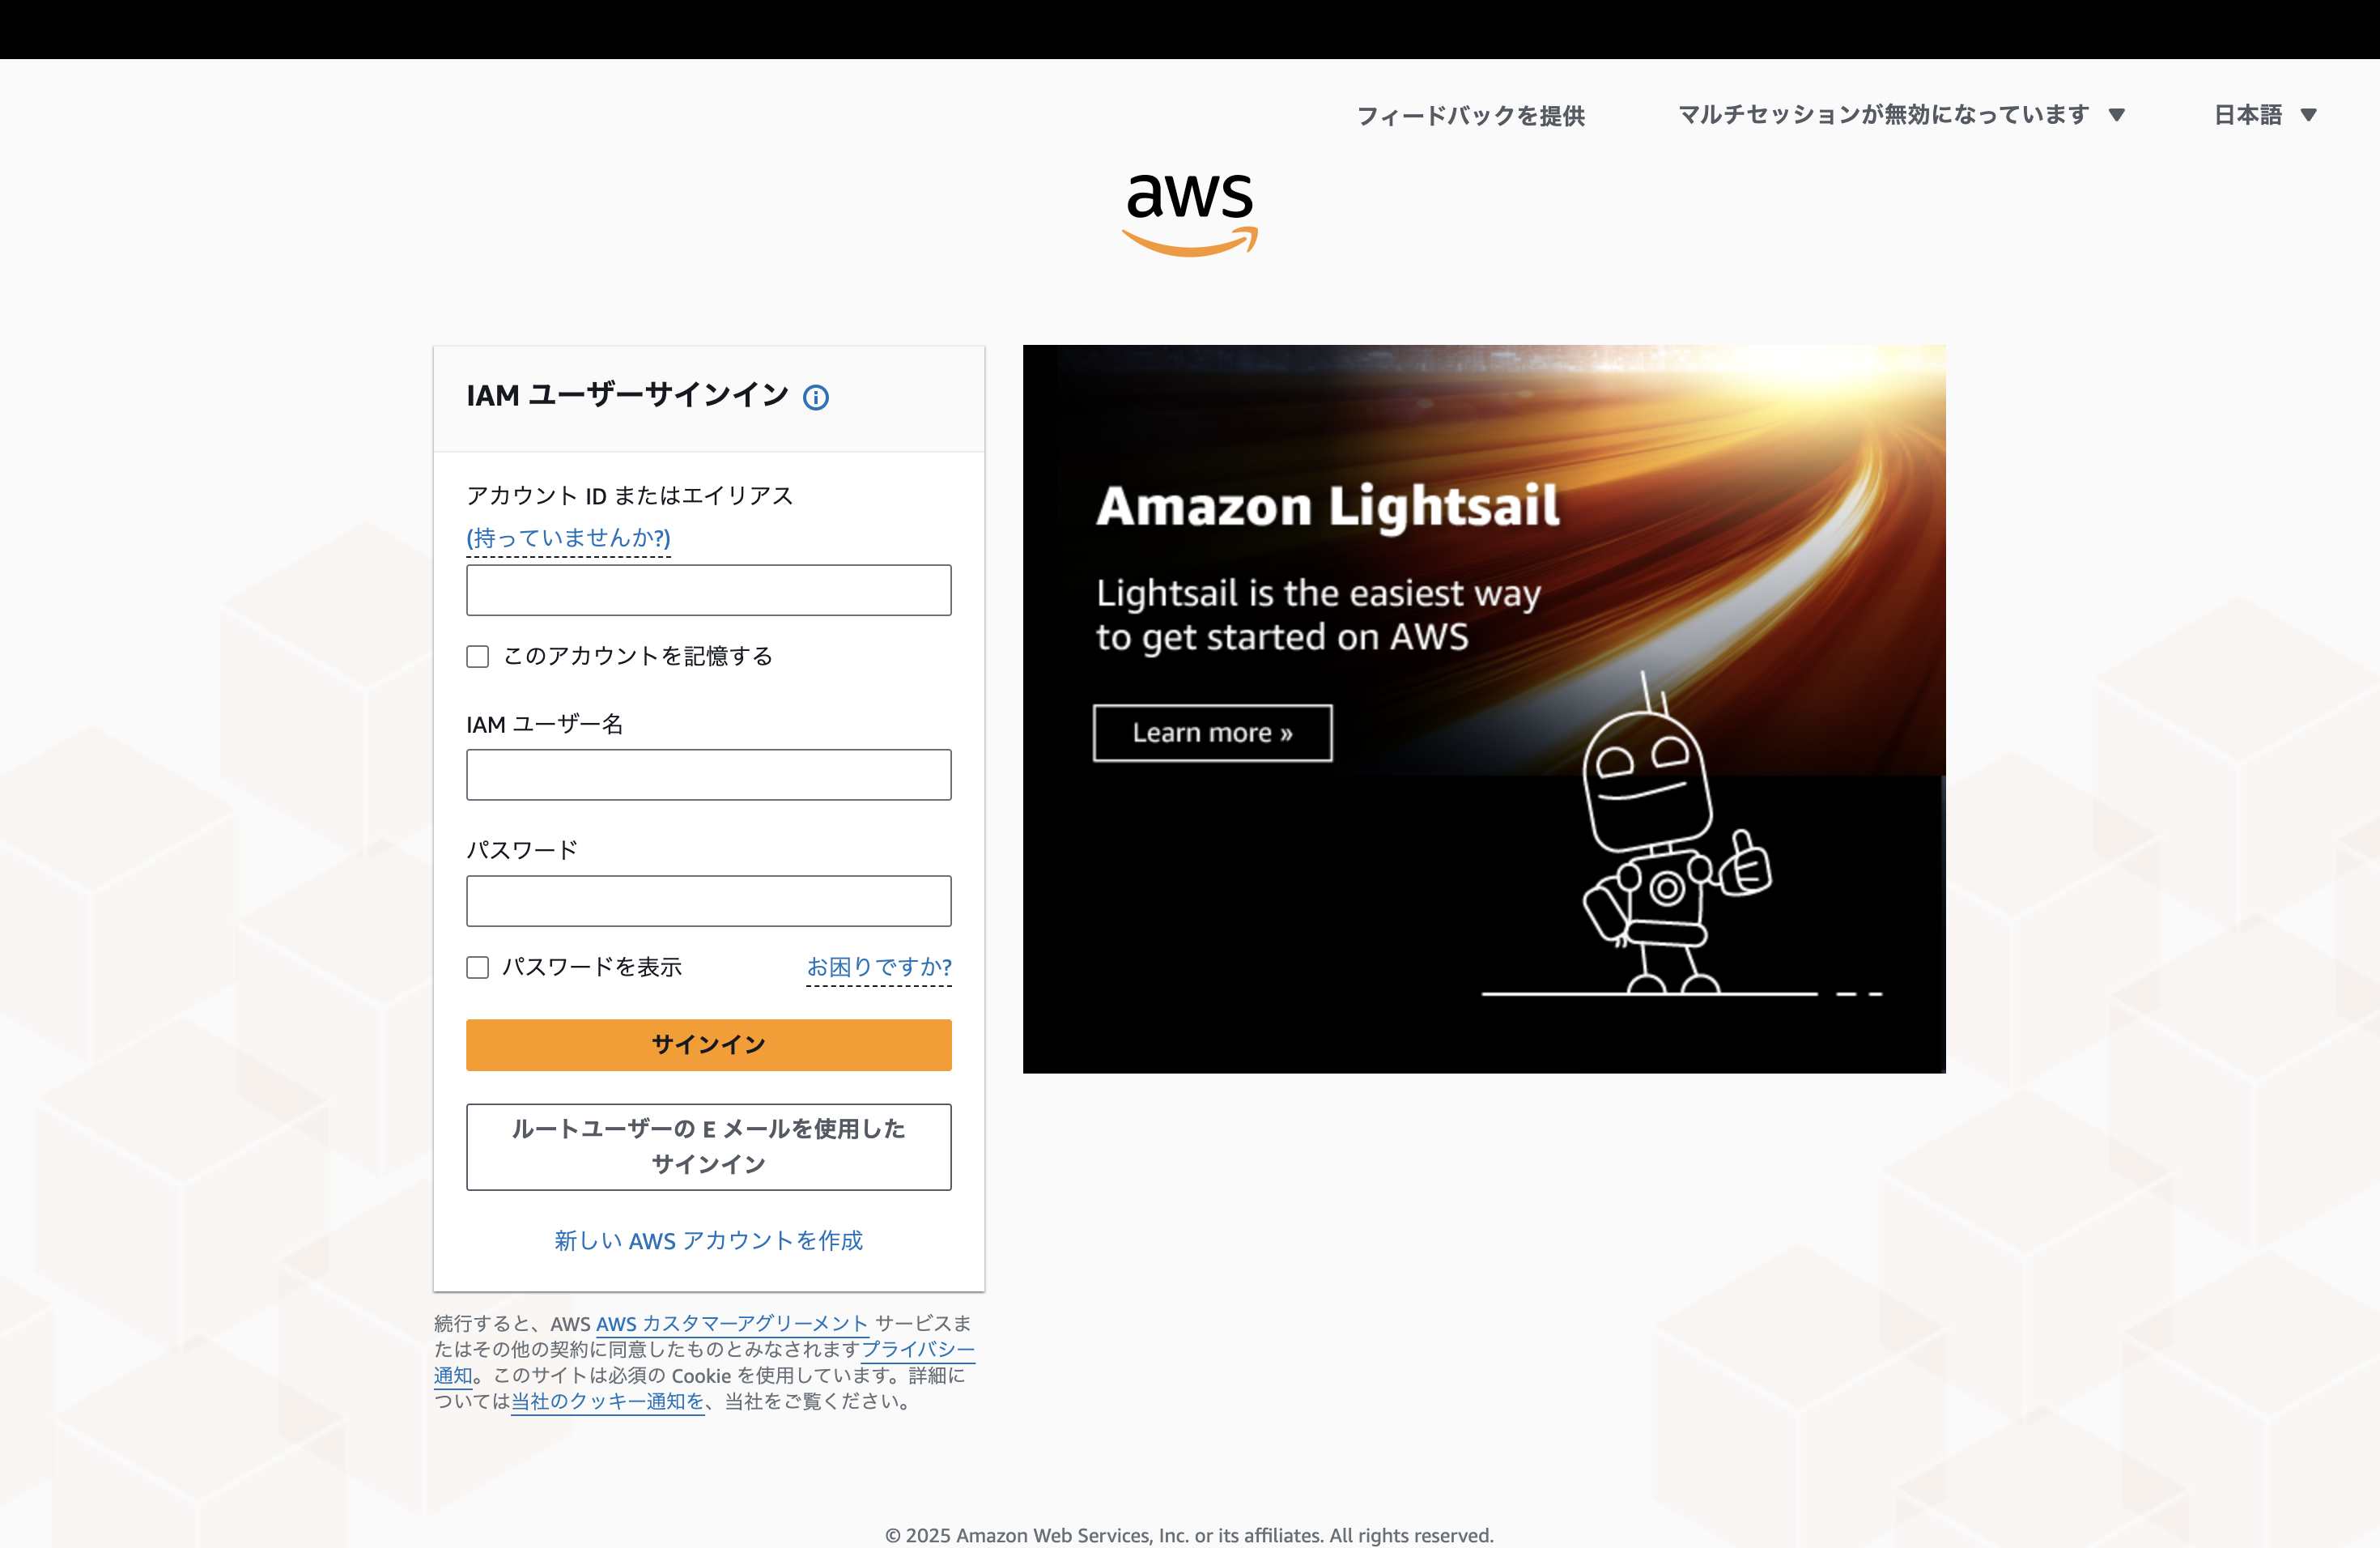 フィードバックを提供
マルチセッションが無効になっています
日本語
aws
IAM ユーザーサインイン
アカウント ID またはエイリアス
(持っていませんか?)
このアカウントを記憶する
IAM ユーザー名
パスワード
パスワードを表示
お困りですか?
サインイン
ルートユーザーの E メールを使用した
サインイン
新しい AWS アカウントを作成
続行すると、AWS AWS カスタマーアグリーメント サービスま
たはその他の契約に同意したものとみなされますプライバシー
通知。このサイトは必須の Cookie を使用しています。詳細に
ついては当社のクッキー通知を、当社をご覧ください。
Amazon Lightsail
Lightsail is the easiest way
to get started on AWS
Learn more »
© 2025 Amazon Web Services, Inc. or its affiliates. All rights reserved.